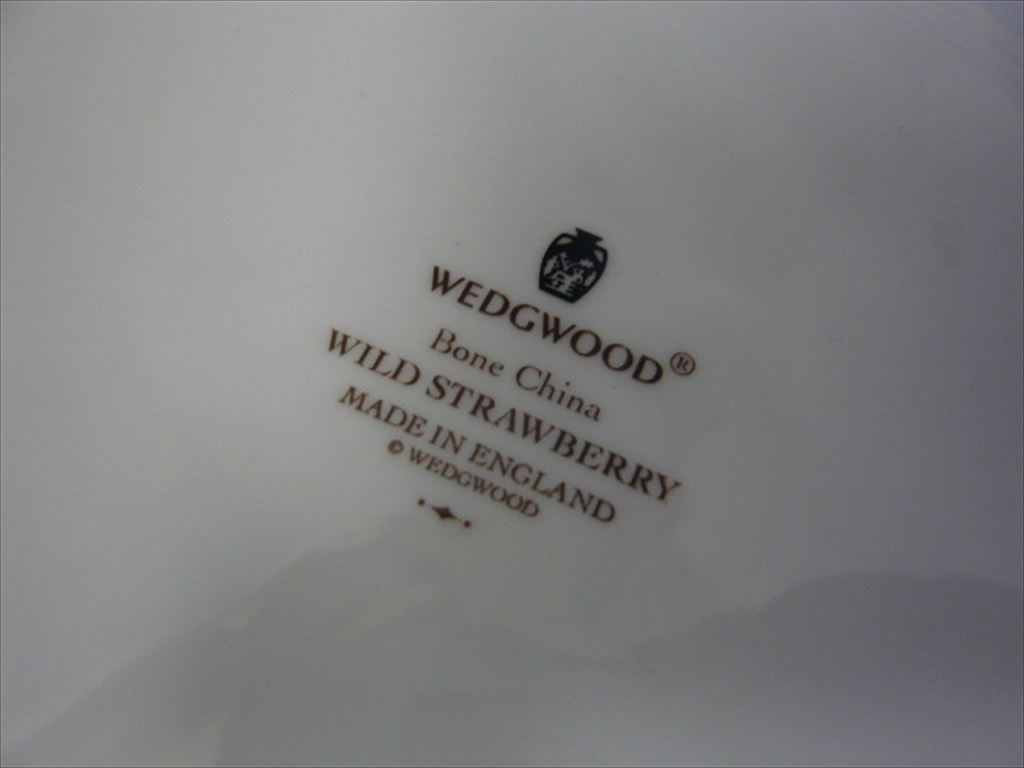 WEDGWOOD®
Bone China
WILD STRAWBERRY
MADE IN ENGLAND
© WEDGWOOD